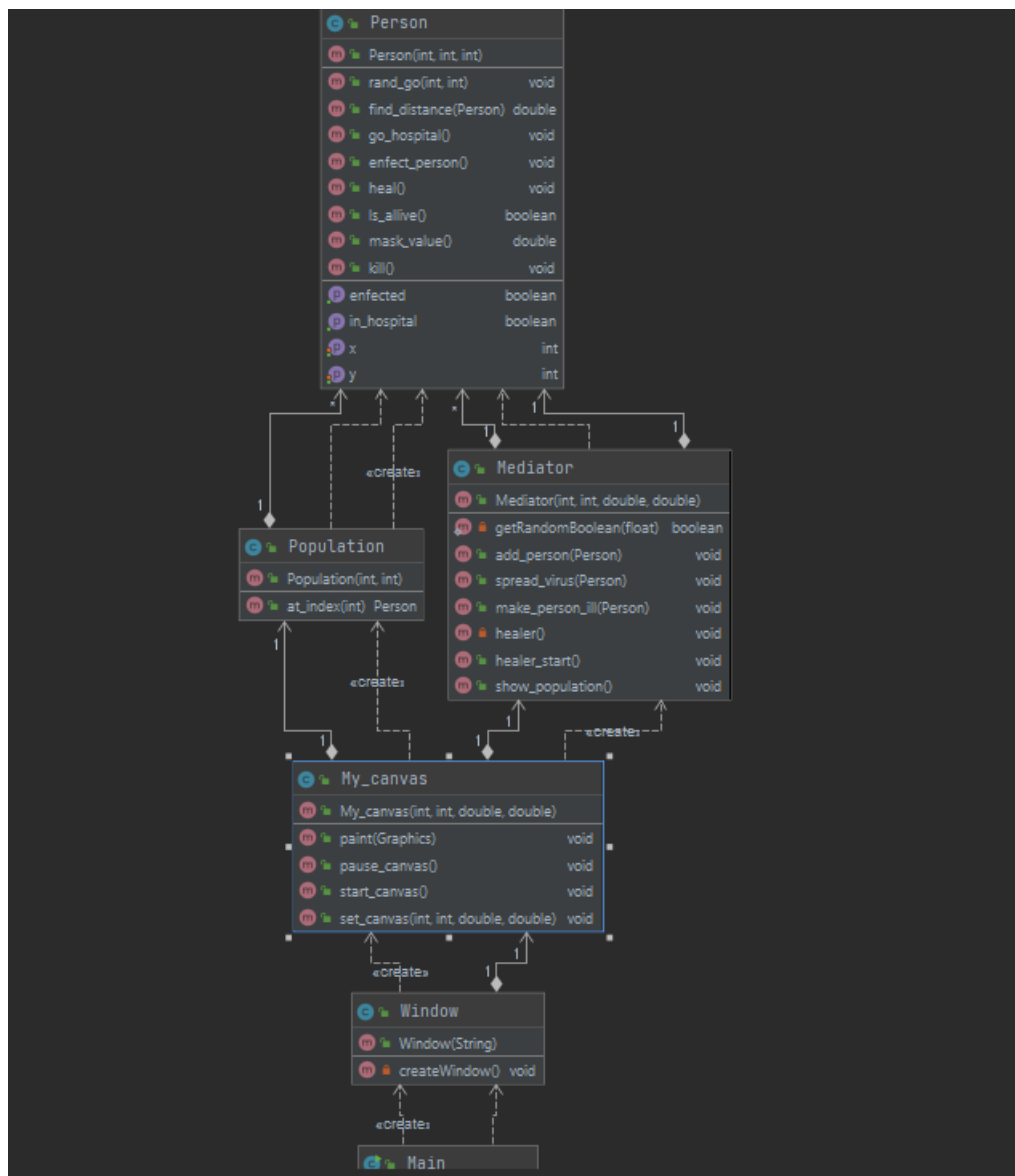 Person
Person(int, int, int)
rand_go(int, int) void
find_distance(Person) double
go_hospital() void
enfect_person() void
heal() void
Is_allive() boolean
mask_value() double
kill() void
enfected boolean
in_hospital boolean
x int
y int
* * 1
1 1
«create»
Mediator
Mediator(int, int, double, double)
getRandomBoolean(float) boolean
add_person(Person) void
spread_virus(Person) void
make_person_ill(Person) void
healer() void
healer_start() void
show_population() void
1
Population
Population(int, int)
at_index(int) Person
1
«create»
1
«create»
1 1
My_canvas
My_canvas(int, int, double, double)
paint(Graphics) void
pause_canvas() void
start_canvas() void
set_canvas(int, int, double, double) void
1
«create» 1
Window
Window(String)
createWindow() void
«create»
Main